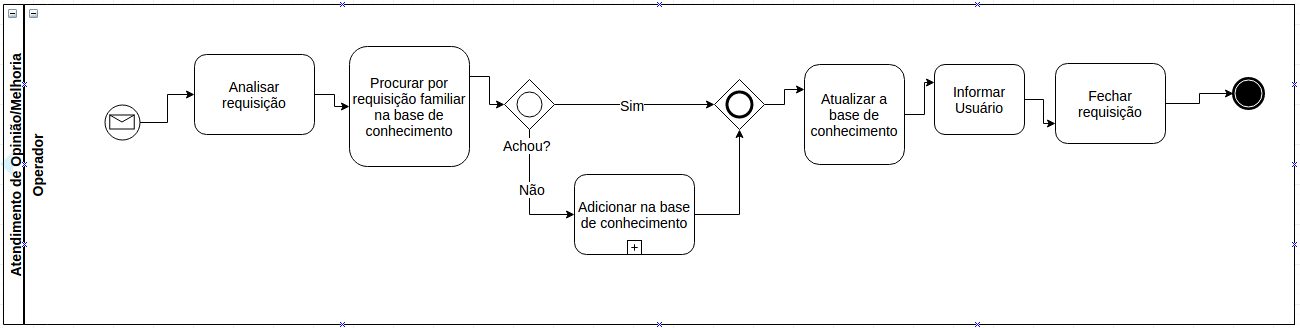 Atendimento de Opinião/Melhoria
Operador
Analisar
requisição
Procurar por
requisição familiar
na base de
conhecimento
Achou?
Sim
Não
Adicionar na base
de conhecimento
Atualizar a
base de
conhecimento
Informar
Usuário
Fechar
requisição